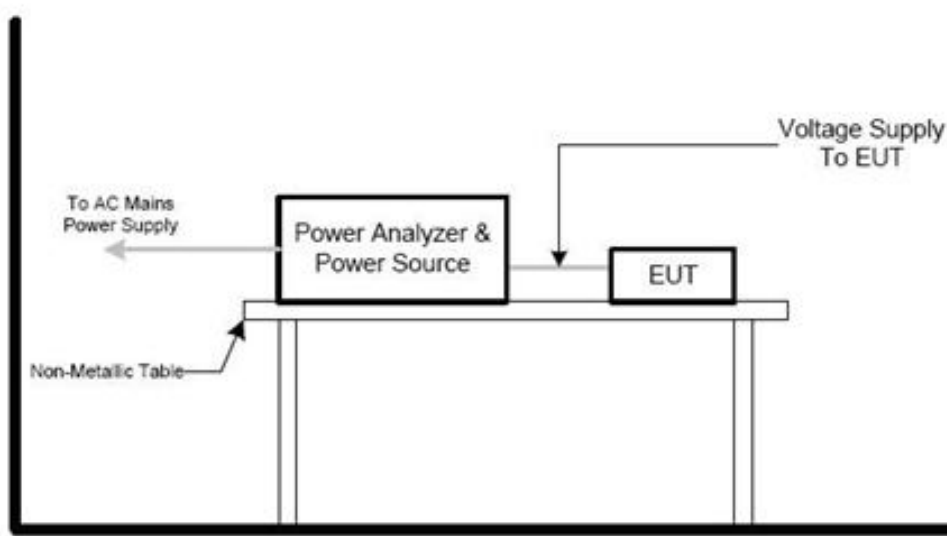 Voltage Supply
To EUT
To AC Mains
Power Supply
Power Analyzer &
Power Source
EUT
Non-Metallic Table